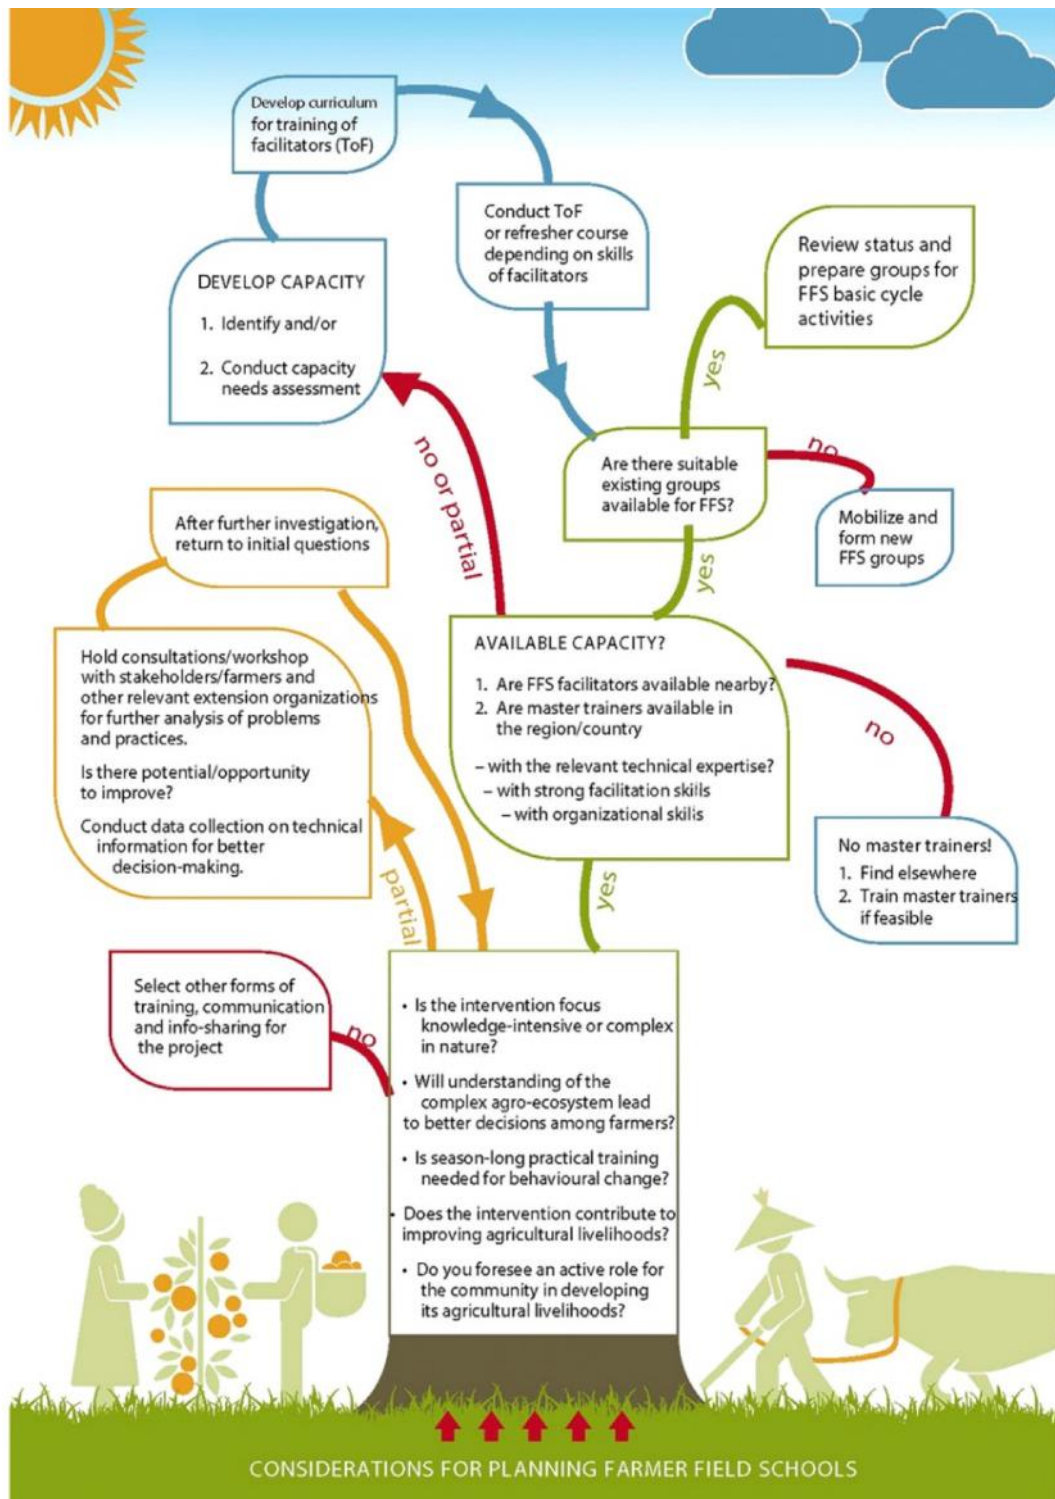 Develop curriculum
for training of
facilitators (ToF)
Conduct ToF
or refresher course
depending on skills
of facilitators
Review status and
prepare groups for
FFS basic cycle
activities
DEVELOP CAPACITY
1. Identify and/or
2. Conduct capacity
needs assessment
yes
no or partial
Are there suitable
existing groups
available for FFS?
no
Mobilize and
form new
FFS groups
After further investigation,
return to initial questions
yes
Hold consultations/workshop
with stakeholders/farmers and
other relevant extension organizations
for further analysis of problems
and practices.
Is there potential/opportunity
to improve?
Conduct data collection on technical
information for better
decision-making.
AVAILABLE CAPACITY?
1. Are FFS facilitators available nearby?
2. Are master trainers available in
the region/country
– with the relevant technical expertise?
– with strong facilitation skills
– with organizational skills
no
No master trainers!
1. Find elsewhere
2. Train master trainers
if feasible
partial
yes
Select other forms of
training, communication
and info-sharing for
the project
no
• Is the intervention focus
knowledge-intensive or complex
in nature?
• Will understanding of the
complex agro-ecosystem lead
to better decisions among farmers?
• Is season-long practical training
needed for behavioural change?
• Does the intervention contribute to
improving agricultural livelihoods?
• Do you foresee an active role for
the community in developing
its agricultural livelihoods?
CONSIDERATIONS FOR PLANNING FARMER FIELD SCHOOLS